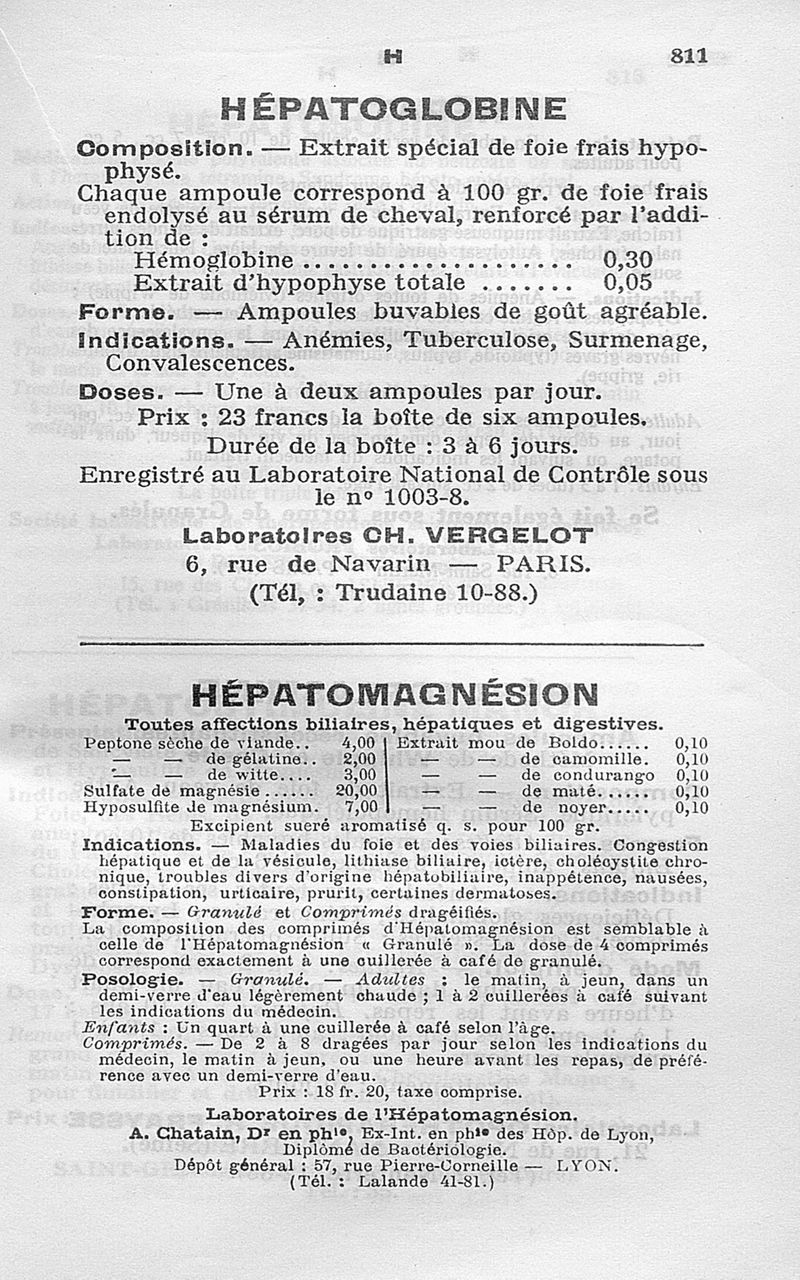 H 811
HÉPATOGLOBINE
Composition. — Extrait spécial de foie frais hypo-
physé.
Chaque ampoule correspond à 100 gr. de foie frais
endolysé au sérum de cheval, renforcé par l'addi-
tion de :
Hémoglobine .................... 0,30
Extrait d'hypophyse totale ........ 0,05
Forme. — Ampoules buvables de goût agréable.
Indications. — Anémies, Tuberculose, Surmenage,
Convalescences.
Doses. — Une à deux ampoules par jour.
Prix : 23 francs la boîte de six ampoules.
Durée de la boîte : 3 à 6 jours.
Enregistré au Laboratoire National de Contrôle sous
le n° 1003-8.
Laboratoires CH. VERGELOT
6, rue de Navarin — PARIS.
(Tél, : Trudaine 10-88.)
HÉPATOMAGNÉSION
Toutes affections biliaires, hépatiques et digestives.
Peptone sèche de viande.. 4,00 | Extrait mou de Boldo...... 0,10
— — de gélatine.. 2,00 | — — de camomille. 0,10
— — de witte.... 3,00 | — — de condurango 0,10
Sulfate de magnésie ...... 20,00 | — — de maté....... 0,10
Hyposulfite de magnésium. 7,00 | — — de noyer...... 0,10
Excipient sucré aromatisé q. s. pour 100 gr.
Indications. — Maladies du foie et des voies biliaires. Congestion
hépatique et de la vésicule, lithiase biliaire, ictère, cholécystite chro-
nique, troubles divers d'origine hépatobiliaire, inappétence, nausées,
constipation, urticaire, prurit, certaines dermatoses.
Forme. — Granulé et Comprimés dragéifiés.
La composition des comprimés d'Hépatomagnésion est semblable à
celle de l'Hépatomagnésion « Granulé ». La dose de 4 comprimés
correspond exactement à une cuillerée à café de granulé.
Posologie. — Granulé. — Adultes : le matin, à jeun, dans un
demi-verre d'eau légèrement chaude ; 1 à 2 cuillerées à café suivant
les indications du médecin.
Enfants : Un quart à une cuillerée à café selon l'âge.
Comprimés. — De 2 à 8 dragées par jour selon les indications du
médecin, le matin à jeun, ou une heure avant les repas, de préfé-
rence avec un demi-verre d'eau.
Prix : 18 fr. 20, taxe comprise.
Laboratoires de l'Hépatomagnésion.
A. Chatain, Dr en phie, Ex-Int. en phie des Hôp. de Lyon,
Diplômé de Bactériologie.
Dépôt général : 57, rue Pierre-Corneille — LYON.
(Tél. : Lalande 41-81.)